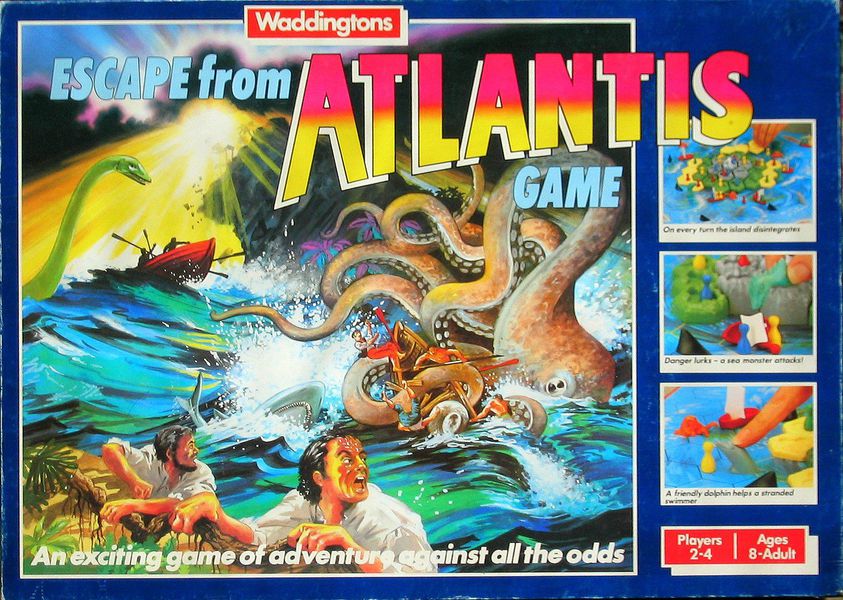 Waddingtons
ESCAPE from ATLANTIS
GAME
On every turn the island disintegrates
Danger lurks – a sea monster attacks!
A friendly dolphin helps a stranded
swimmer
An exciting game of adventure against all the odds
Players
2-4
Ages
8-Adult